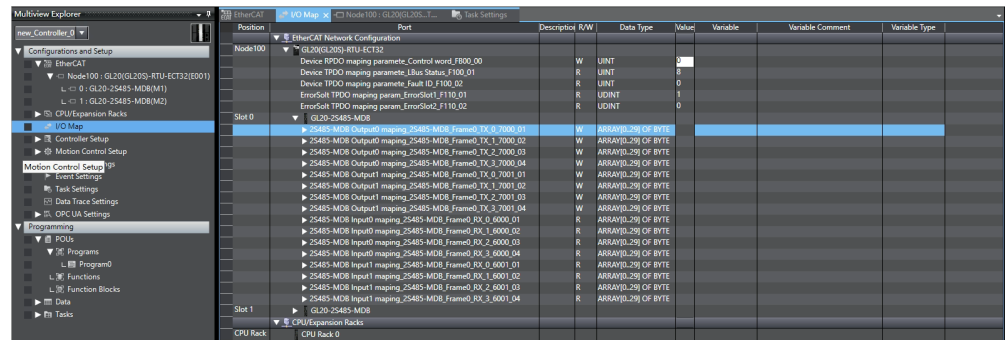 Multiview Explorer
new_Controller_0
Configurations and Setup
EtherCAT
Node100 : GL20(GL20S)-RTU-ECT32(E001)
0 : GL20-2S485-MDB(M1)
1 : GL20-2S485-MDB(M2)
CPU/Expansion Racks
I/O Map
Controller Setup
Motion Control Setup
Motion Control Setup
ngs
Event Settings
Task Settings
Data Trace Settings
OPC UA Settings
Programming
POUs
Programs
Program0
Functions
Function Blocks
Data
Tasks
EtherCAT I/O Map x Node100 : GL20(GL20S...T... Task Settings
Position Port Description R/W Data Type Value Variable Variable Comment Variable Type
EtherCAT Network Configuration
Node100 GL20(GL20S)-RTU-ECT32
Device RPDO maping paramete_Control word_FB00_00 W UINT 0
Device TPDO maping paramete_LBus Status_F100_01 R UINT 8
Device TPDO maping paramete_Fault ID_F100_02 R UINT 0
ErrorSolt TPDO maping param_ErrorSlot1_F110_01 R UDINT 1
ErrorSolt TPDO maping param_ErrorSlot2_F110_02 R UDINT 0
Slot 0 GL20-2S485-MDB
2S485-MDB Output0 maping_2S485-MDB_Frame0_TX_0_7000_01 W ARRAY[0..29] OF BYTE
2S485-MDB Output0 maping_2S485-MDB_Frame0_TX_1_7000_02 W ARRAY[0..29] OF BYTE
2S485-MDB Output0 maping_2S485-MDB_Frame0_TX_2_7000_03 W ARRAY[0..29] OF BYTE
2S485-MDB Output0 maping_2S485-MDB_Frame0_TX_3_7000_04 W ARRAY[0..29] OF BYTE
2S485-MDB Output1 maping_2S485-MDB_Frame0_TX_0_7001_01 W ARRAY[0..29] OF BYTE
2S485-MDB Output1 maping_2S485-MDB_Frame0_TX_1_7001_02 W ARRAY[0..29] OF BYTE
2S485-MDB Output1 maping_2S485-MDB_Frame0_TX_2_7001_03 W ARRAY[0..29] OF BYTE
2S485-MDB Output1 maping_2S485-MDB_Frame0_TX_3_7001_04 W ARRAY[0..29] OF BYTE
2S485-MDB Input0 maping_2S485-MDB_Frame0_RX_0_6000_01 R ARRAY[0..29] OF BYTE
2S485-MDB Input0 maping_2S485-MDB_Frame0_RX_1_6000_02 R ARRAY[0..29] OF BYTE
2S485-MDB Input0 maping_2S485-MDB_Frame0_RX_2_6000_03 R ARRAY[0..29] OF BYTE
2S485-MDB Input0 maping_2S485-MDB_Frame0_RX_3_6000_04 R ARRAY[0..29] OF BYTE
2S485-MDB Input1 maping_2S485-MDB_Frame0_RX_0_6001_01 R ARRAY[0..29] OF BYTE
2S485-MDB Input1 maping_2S485-MDB_Frame0_RX_1_6001_02 R ARRAY[0..29] OF BYTE
2S485-MDB Input1 maping_2S485-MDB_Frame0_RX_2_6001_03 R ARRAY[0..29] OF BYTE
2S485-MDB Input1 maping_2S485-MDB_Frame0_RX_3_6001_04 R ARRAY[0..29] OF BYTE
Slot 1 GL20-2S485-MDB
CPU/Expansion Racks
CPU Rack CPU Rack 0